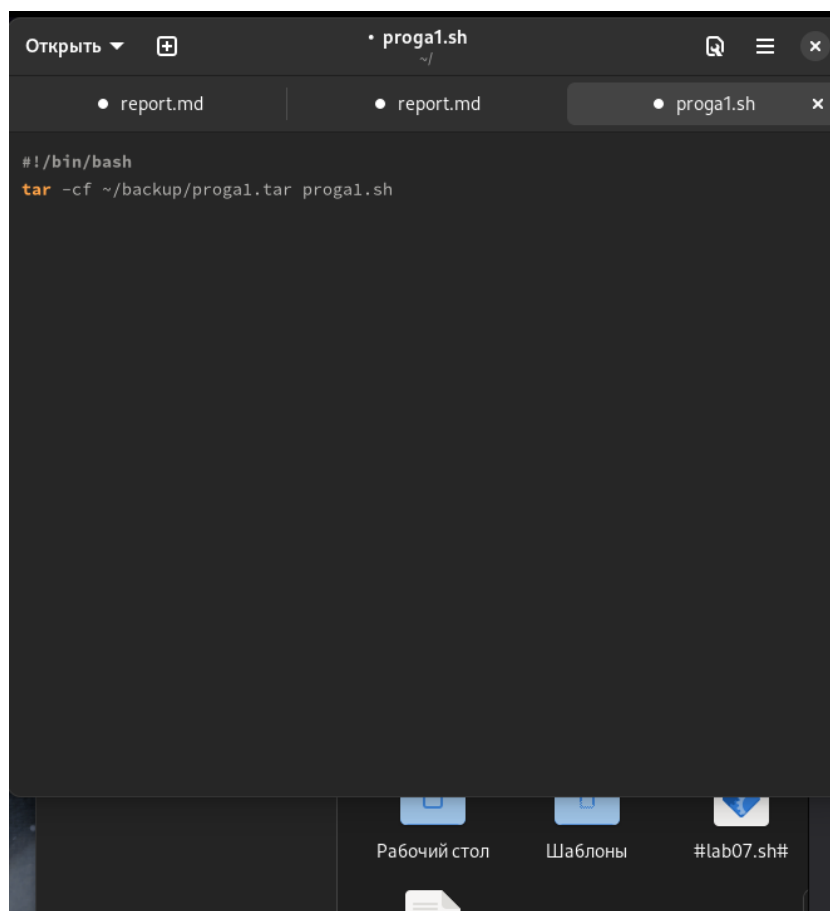 Открыть
• proga1.sh
~/
● report.md
● report.md
● proga1.sh
#!/bin/bash
tar -cf ~/backup/proga1.tar proga1.sh
Рабочий стол
Шаблоны
#lab07.sh#